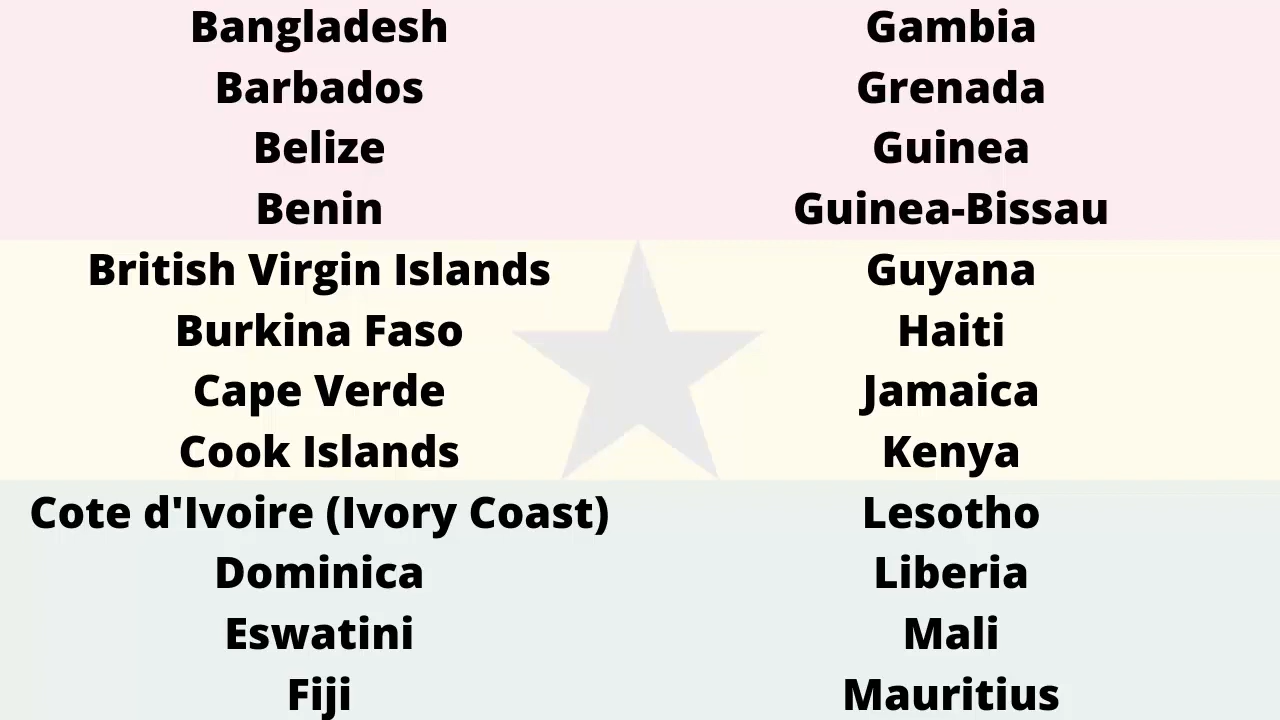 Bangladesh
Barbados
Belize
Benin
British Virgin Islands
Burkina Faso
Cape Verde
Cook Islands
Cote d'Ivoire (Ivory Coast)
Dominica
Eswatini
Fiji
Gambia
Grenada
Guinea
Guinea-Bissau
Guyana
Haiti
Jamaica
Kenya
Lesotho
Liberia
Mali
Mauritius